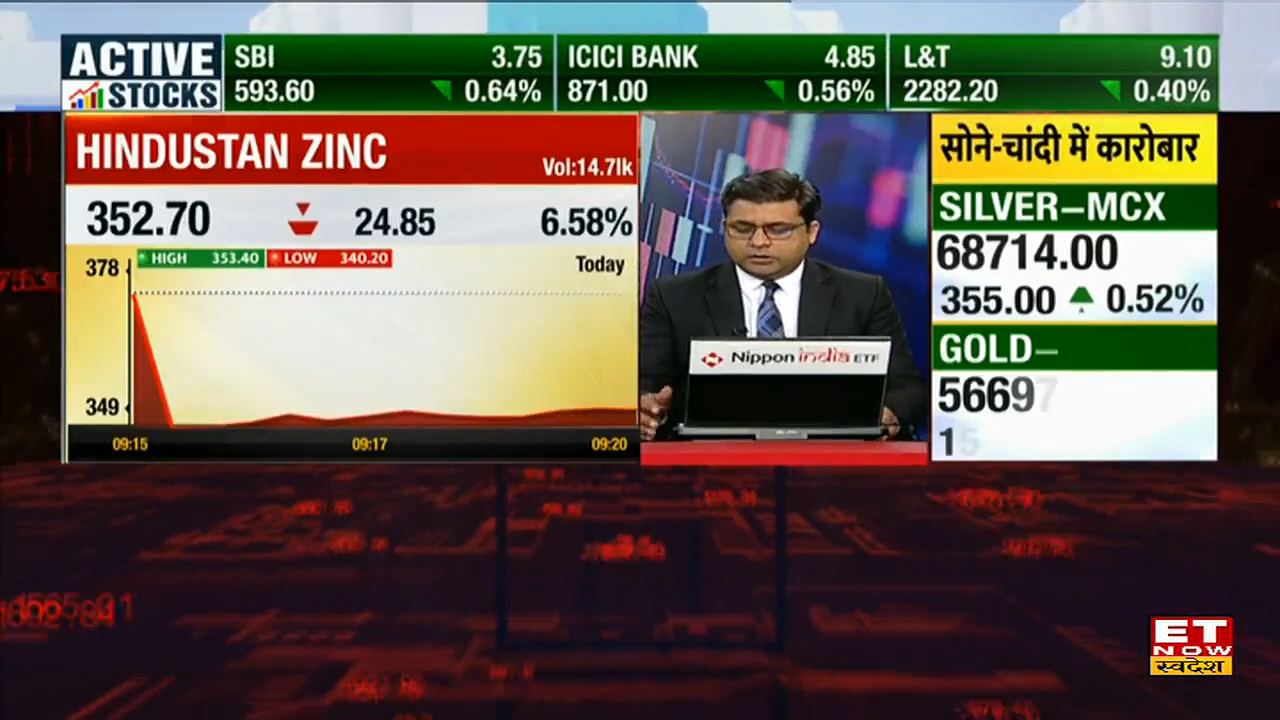 ACTIVE
STOCKS
SBI 3.75
593.60 0.64%
ICICI BANK 4.85
871.00 0.56%
L&T 9.10
2282.20 0.40%
HINDUSTAN ZINC Vol:14.7lk
352.70 24.85 6.58%
HIGH 353.40 LOW 340.20
Today
378
349
09:15 09:17 09:20
Nippon india ETF
सोने-चांदी में कारोबार
SILVER-MCX
68714.00
355.00 0.52%
GOLD-
56697
15
ET
NOW
स्वदेश